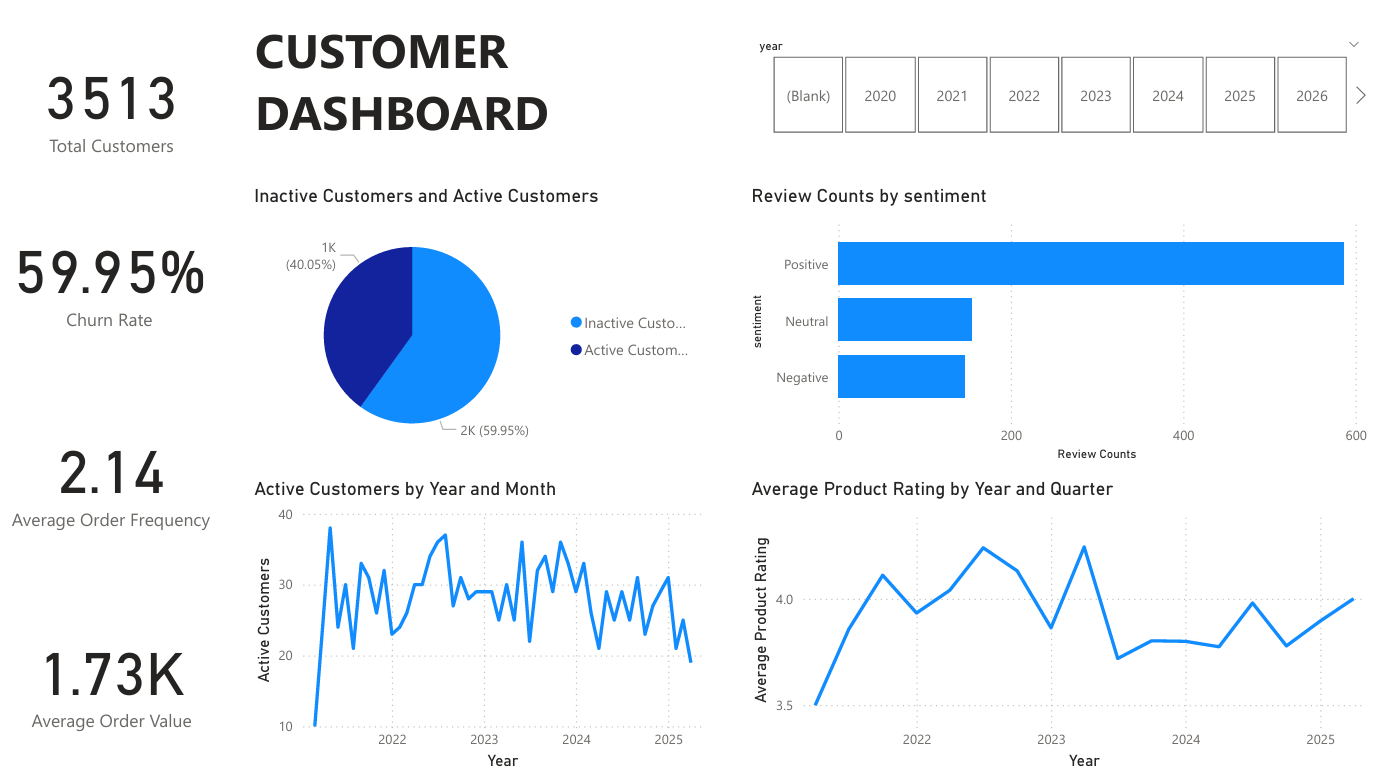 CUSTOMER
DASHBOARD
3513
Total Customers
59.95%
Churn Rate
2.14
Average Order Frequency
1.73K
Average Order Value
year
(Blank)
2020
2021
2022
2023
2024
2025
2026
Inactive Customers and Active Customers
1K
(40.05%)
2K (59.95%)
Inactive Custo...
Active Custom...
Review Counts by sentiment
sentiment
Positive
Neutral
Negative
0
200
400
600
Review Counts
Active Customers by Year and Month
Active Customers
40
30
20
10
2022
2023
2024
2025
Year
Average Product Rating by Year and Quarter
Average Product Rating
4.0
3.5
2022
2023
2024
2025
Year